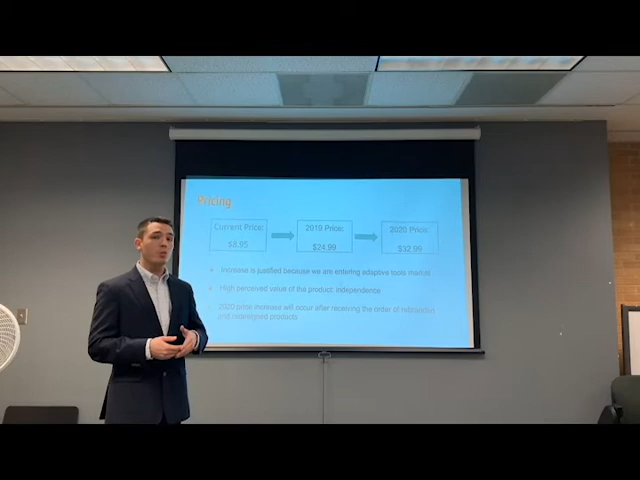 Pricing
Current Price: 2019 Price: 2020 Price:
$8.95 $24.99 $32.99
Increase is justified because we are entering adaptive tools market
High perceived value of the product: independence
2020 price increase will occur after receiving the order of rebranded
and redesigned products